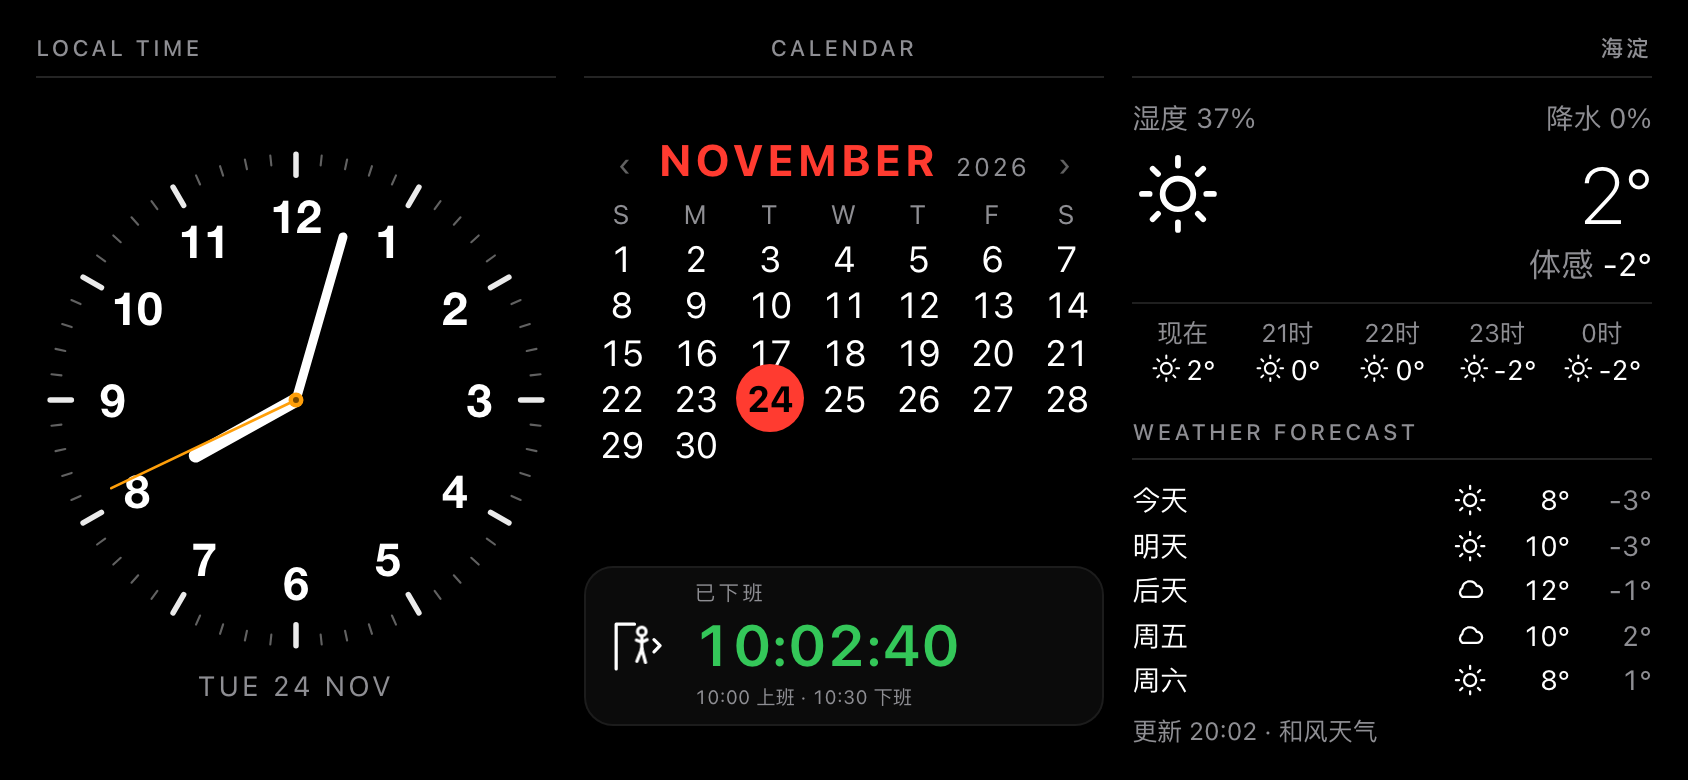 LOCAL TIME
12
1
2
3
4
5
6
7
8
9
10
11
TUE 24 NOV
CALENDAR
‹ NOVEMBER 2026 ›
S M T W T F S
1 2 3 4 5 6 7
8 9 10 11 12 13 14
15 16 17 18 19 20 21
22 23 24 25 26 27 28
29 30
已下班
10:02:40
10:00 上班 · 10:30 下班
海淀
湿度 37% 降水 0%
2°
体感 -2°
现在 21时 22时 23时 0时
2° 0° 0° -2° -2°
WEATHER FORECAST
今天 8° -3°
明天 10° -3°
后天 12° -1°
周五 10° 2°
周六 8° 1°
更新 20:02 · 和风天气